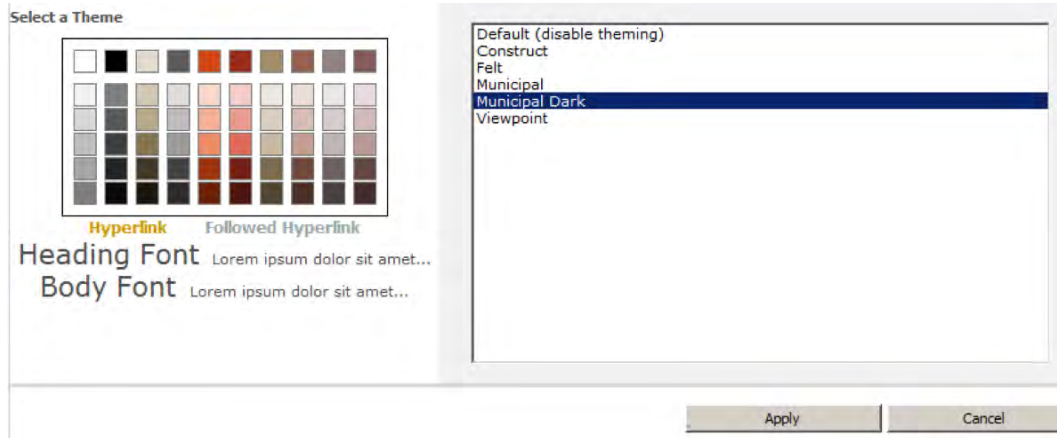 Select a Theme
Hyperlink Followed Hyperlink
Heading Font Lorem ipsum dolor sit amet...
Body Font Lorem ipsum dolor sit amet...
Default (disable theming)
Construct
Felt
Municipal
Municipal Dark
Viewpoint
Apply Cancel